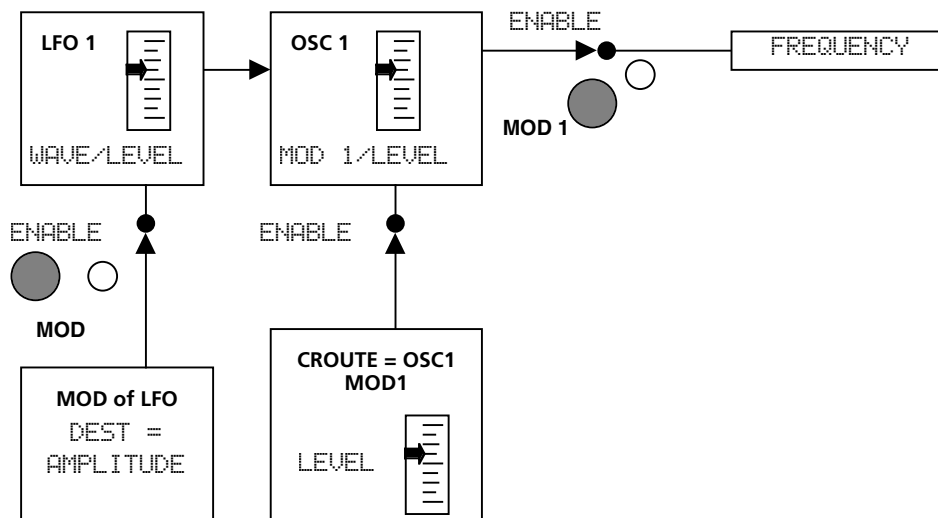 LFO 1
WAVE/LEVEL
OSC 1
MOD 1/LEVEL
ENABLE
MOD 1
FREQUENCY
ENABLE
MOD
ENABLE
MOD of LFO
DEST =
AMPLITUDE
CROUTE = OSC1
MOD1
LEVEL